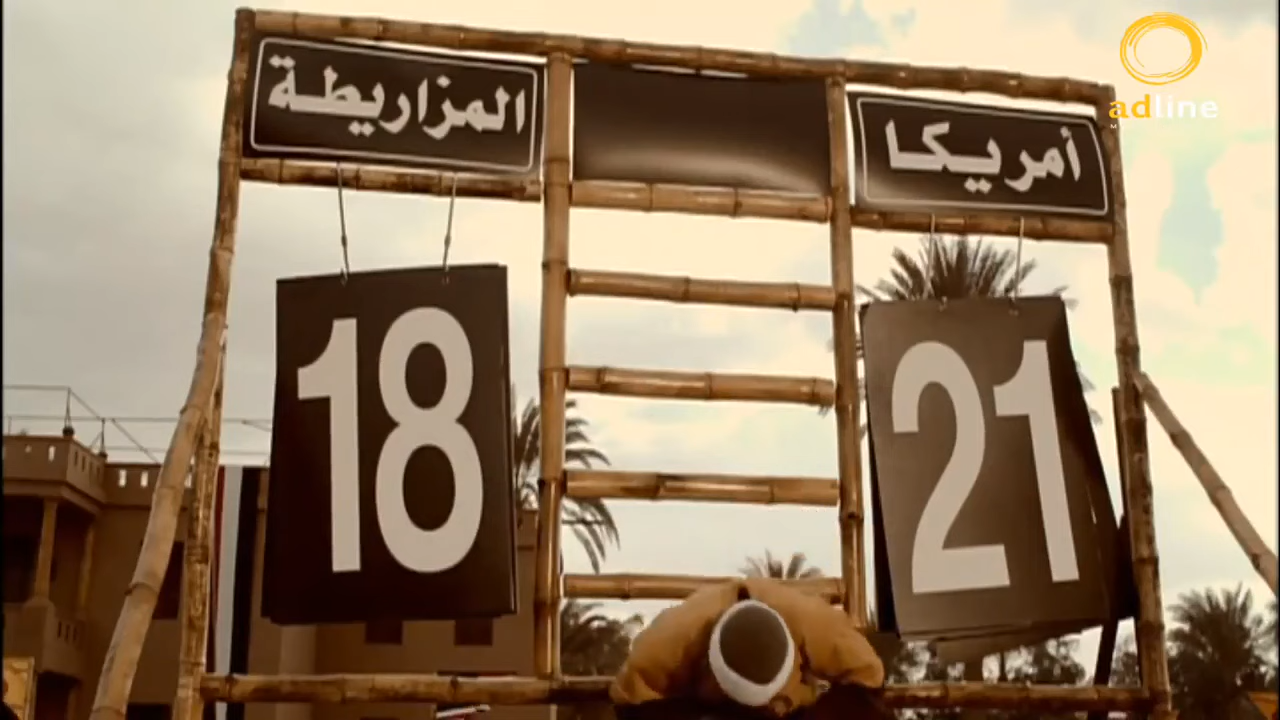 أمريكا
المزاريطة
21
18
adline